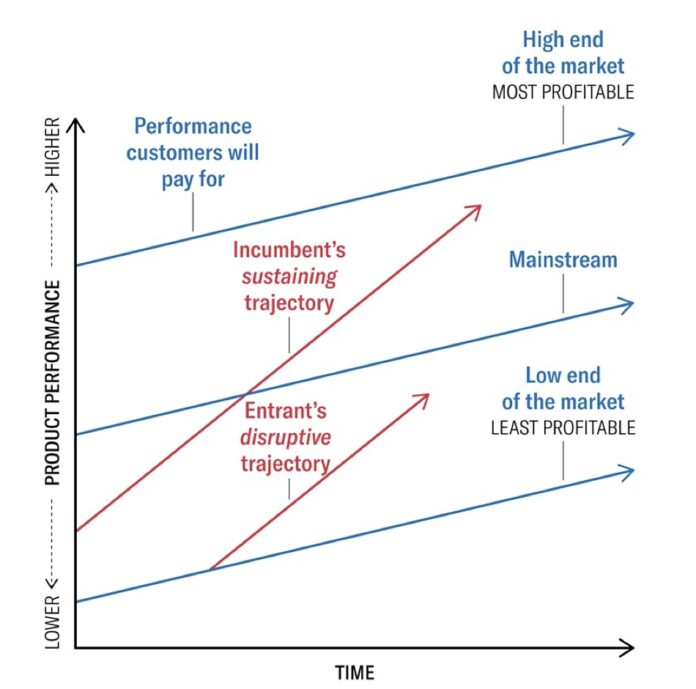 High end
of the market
MOST PROFITABLE
Performance
customers will
pay for
Incumbent's
sustaining
trajectory
Mainstream
Low end
of the market
LEAST PROFITABLE
Entrant's
disruptive
trajectory
LOWER
PRODUCT PERFORMANCE
HIGHER
TIME